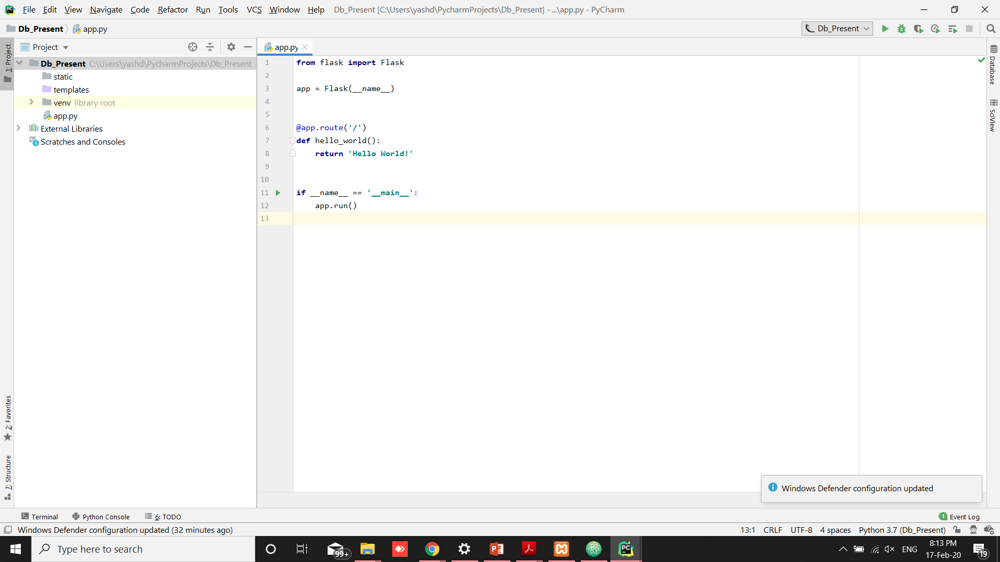 File Edit View Navigate Code Refactor Run Tools VCS Window Help Db_Present [C:\Users\yashd\PycharmProjects\Db_Present] - ...\app.py - PyCharm
Db_Present app.py
Db_Present
1: Project
Project
app.py
Db_Present C:\Users\yashd\PycharmProjects\Db_Present
static
templates
venv library root
app.py
External Libraries
Scratches and Consoles
1 from flask import Flask
2
3 app = Flask(__name__)
4
5
6 @app.route('/')
7 def hello_world():
8 return 'Hello World!'
9
10
11 if __name__ == '__main__':
12 app.run()
13
Database
SciView
2: Favorites
7: Structure
Windows Defender configuration updated
Terminal Python Console 6: TODO
1 Event Log
Windows Defender configuration updated (32 minutes ago)
13:1 CRLF UTF-8 4 spaces Python 3.7 (Db_Present)
Type here to search
99+
PC
ENG
8:13 PM
17-Feb-20
19